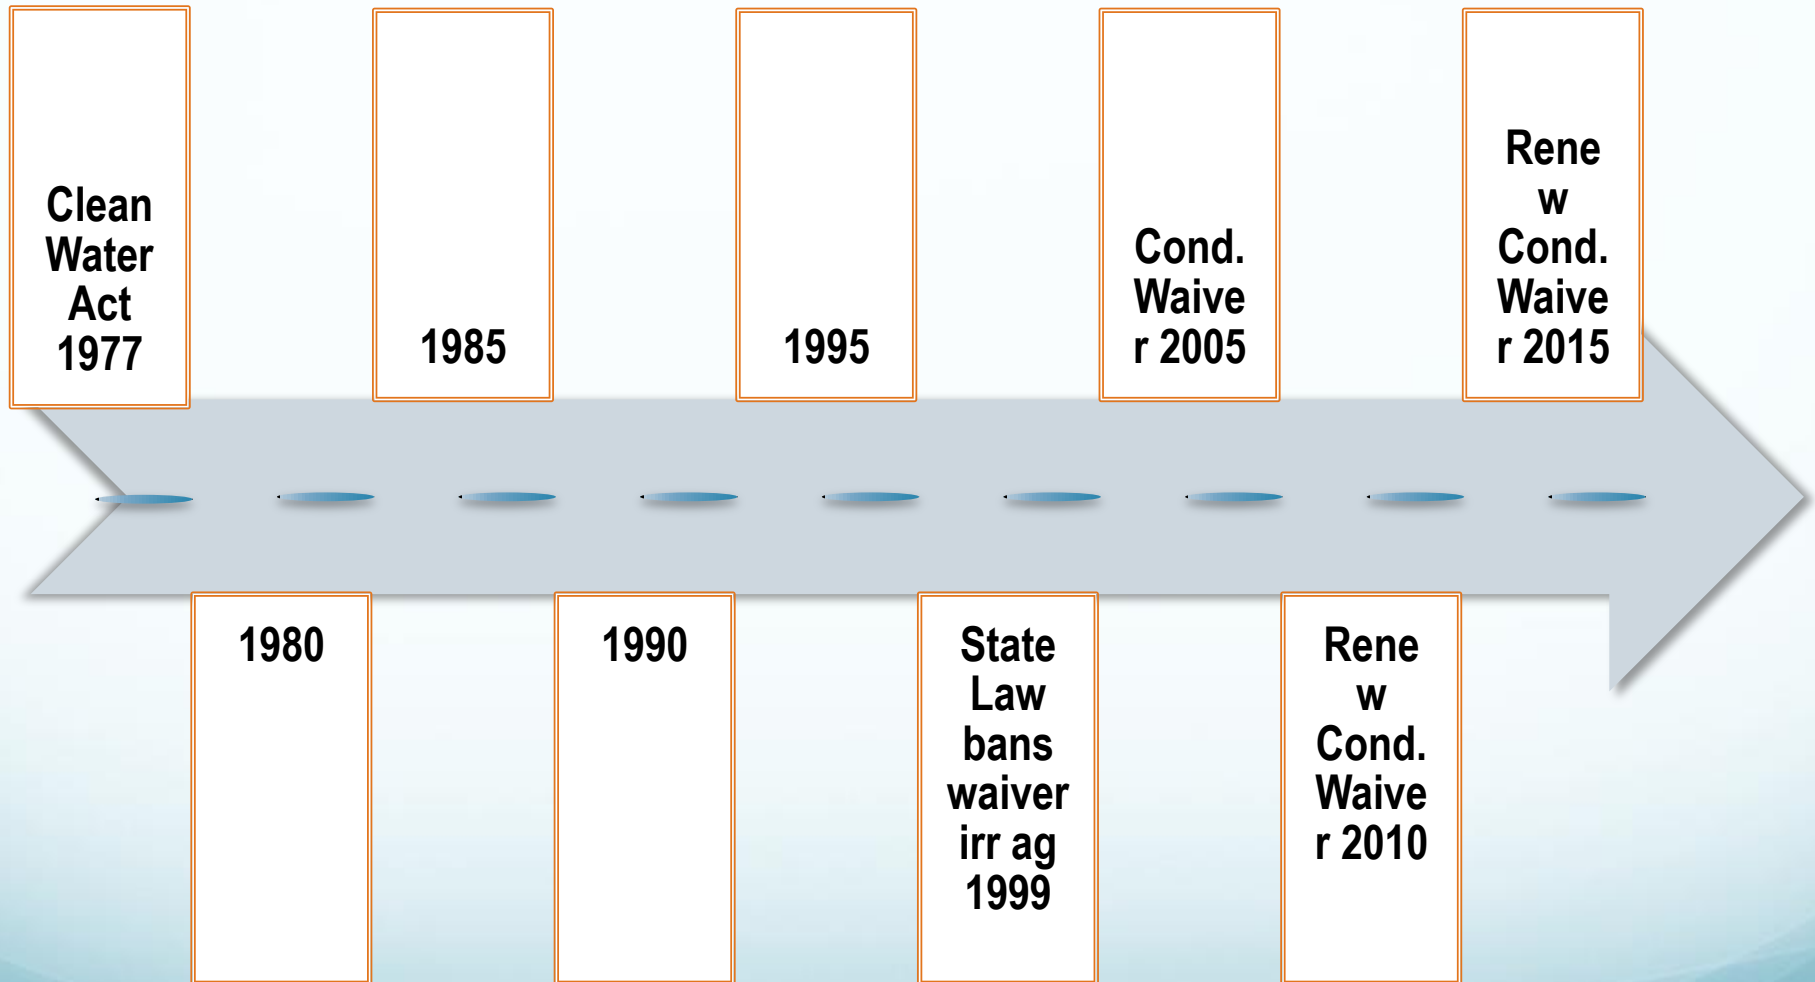 Clean
Water
Act
1977
1985
1995
Cond.
Waive
r 2005
Rene
w
Cond.
Waive
r 2015
1980
1990
State
Law
bans
waiver
irr ag
1999
Rene
w
Cond.
Waive
r 2010